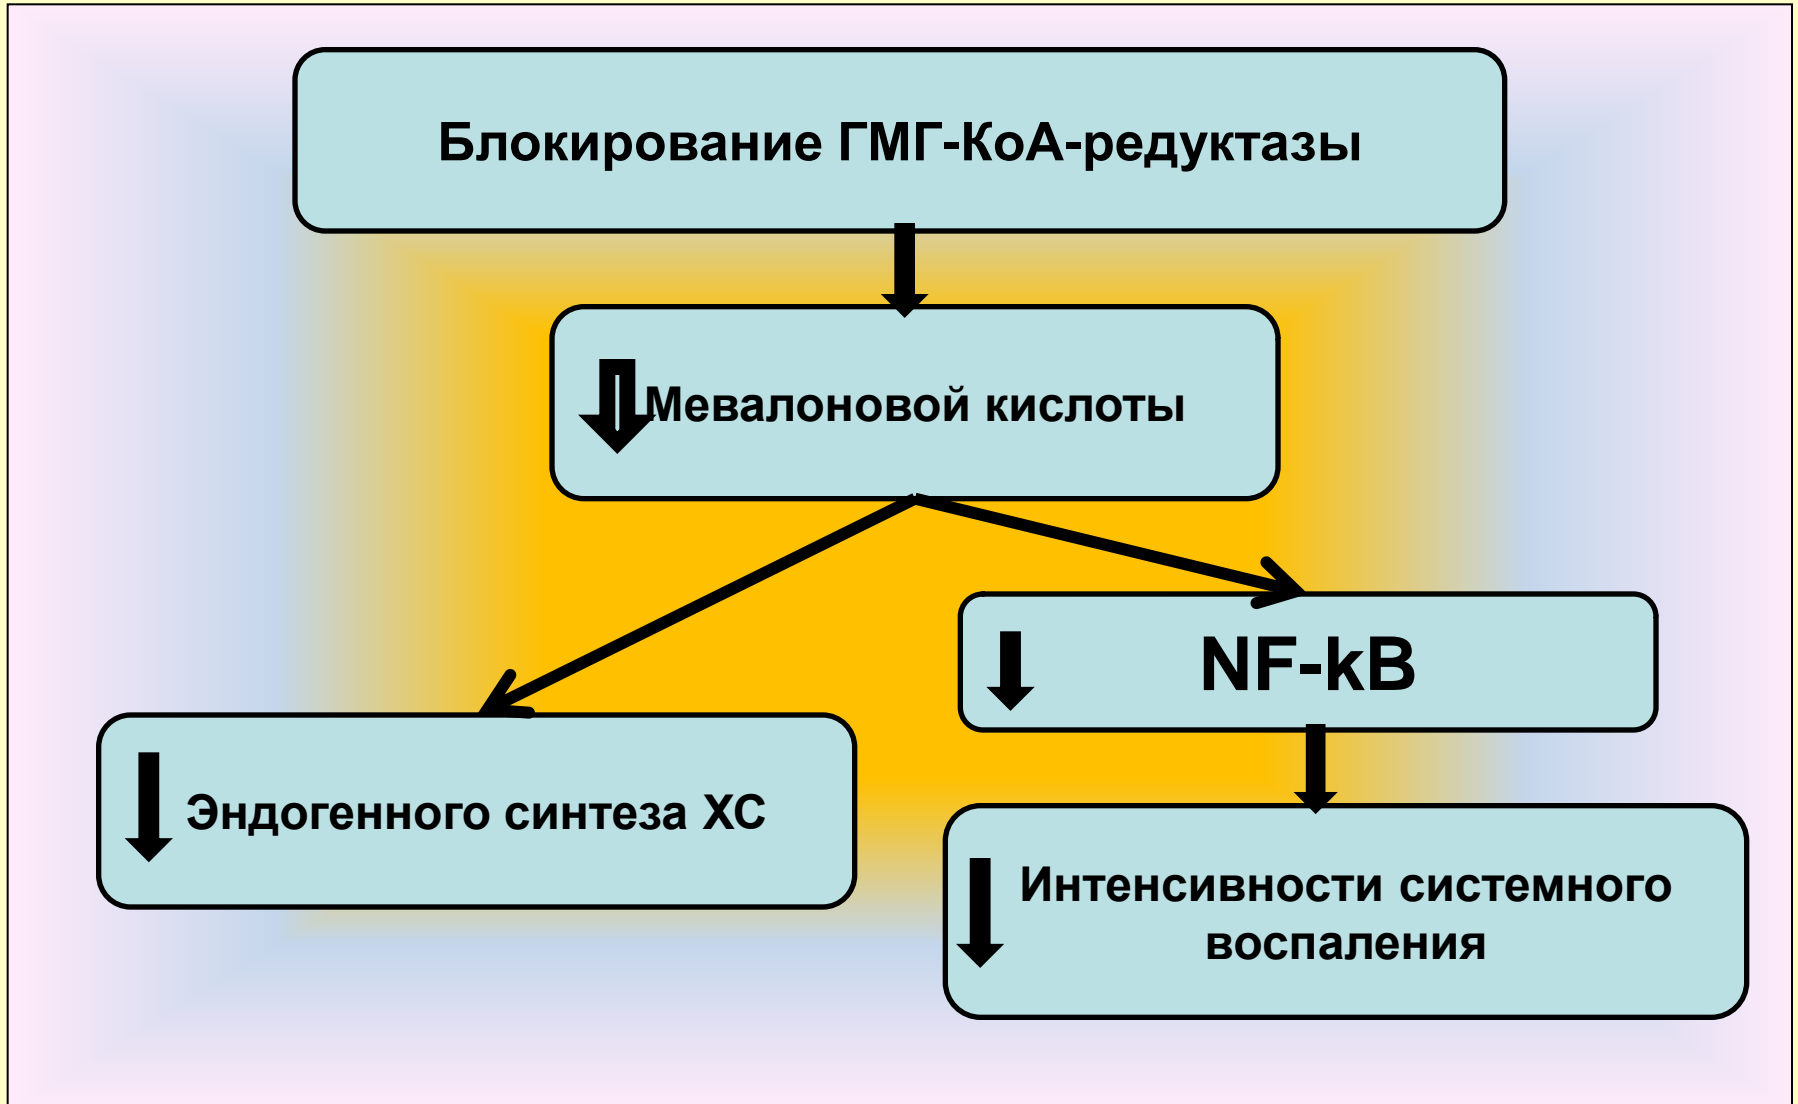 Блокирование ГМГ-КоА-редуктазы
Мевалоновой кислоты
NF-kB
Эндогенного синтеза ХС
Интенсивности системного
воспаления